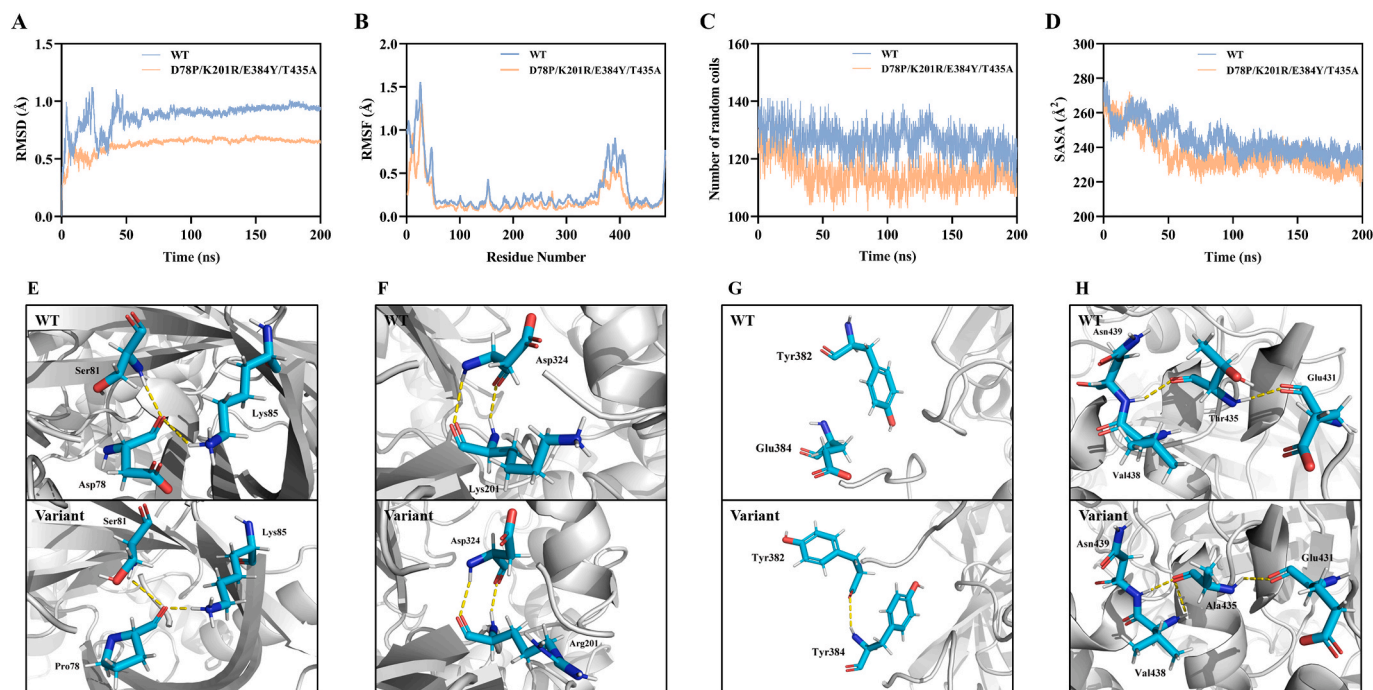 A
RMSD (Å)
1.5
1.0
0.5
0.0
WT
D78P/K201R/E384Y/T435A
0
50
100
150
200
Time (ns)
B
RMSF (Å)
2.0
1.5
1.0
0.5
0.0
WT
D78P/K201R/E384Y/T435A
0
100
200
300
400
Residue Number
C
Number of random coils
160
140
120
100
WT
D78P/K201R/E384Y/T435A
0
50
100
150
200
Time (ns)
D
SASA (Å²)
300
280
260
240
220
200
WT
D78P/K201R/E384Y/T435A
0
50
100
150
200
Time (ns)
E
WT
Ser81
Lys85
Asp78
Variant
Ser81
Lys85
Pro78
F
WT
Asp324
Lys201
Variant
Asp324
Arg201
G
WT
Tyr382
Glu384
Variant
Tyr382
Tyr384
H
WT
Asn439
Glu431
Thr435
Val438
Variant
Asn439
Glu431
Ala435
Val438